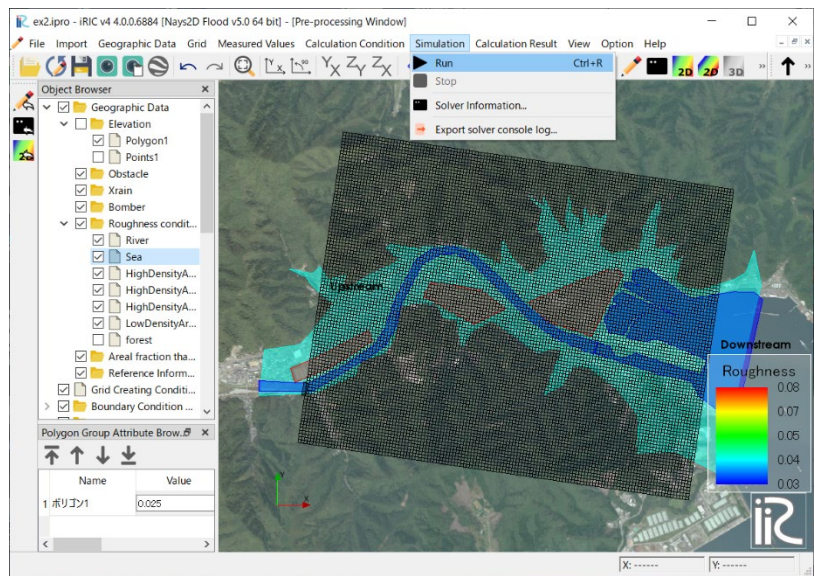 ex2.ipro - iRIC v4 4.0.0.6884 [Nays2D Flood v5.0 64 bit] - [Pre-processing Window]
File Import Geographic Data Grid Measured Values Calculation Condition Simulation Calculation Result View Option Help
Run Ctrl+R
Stop
Solver Information...
Export solver console log...
2D 2D 3D
Object Browser
Geographic Data
Elevation
Polygon1
Points1
Obstacle
Xrain
Bomber
Roughness condit...
River
Sea
HighDensityA...
HighDensityA...
HighDensityA...
LowDensityAr...
forest
Areal fraction tha...
Reference Inform...
Grid Creating Conditi...
Boundary Condition ...
Polygon Group Attribute Brow...
Name Value
1 ポリゴン1 0.025
Upstream
Downstream
Roughness
0.08
0.07
0.05
0.04
0.03
Y
X
iRIC
X: ------ Y: ------